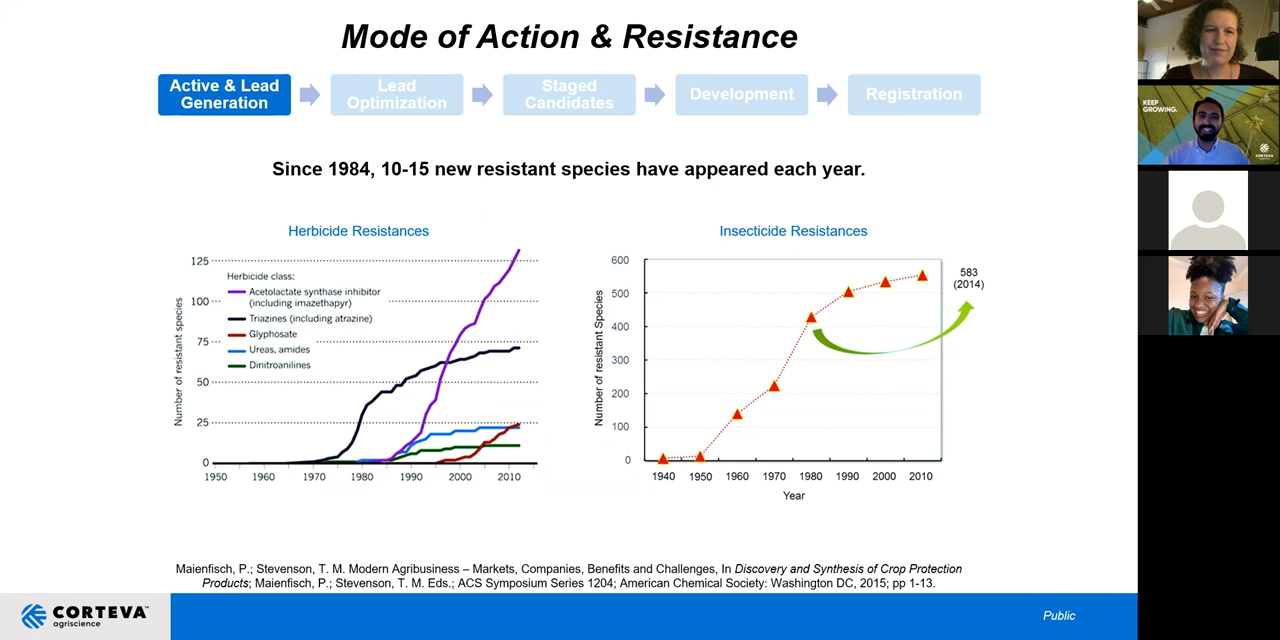 Mode of Action & Resistance
Active & Lead
Generation
Lead
Optimization
Staged
Candidates
Development
Registration
Since 1984, 10-15 new resistant species have appeared each year.
Herbicide Resistances
Number of resistant species
125
100
75
50
25
0
Herbicide class:
Acetolactate synthase inhibitor
(including imazethapyr)
Triazines (including atrazine)
Glyphosate
Ureas, amides
Dinitroanilines
1950 1960 1970 1980 1990 2000 2010
Insecticide Resistances
Number of resistant Species
600
500
400
300
200
100
0
1940 1950 1960 1970 1980 1990 2000 2010
Year
583
(2014)
Maienfisch, P.; Stevenson, T. M. Modern Agribusiness – Markets, Companies, Benefits and Challenges, In Discovery and Synthesis of Crop Protection
Products; Maienfisch, P.; Stevenson, T. M. Eds.; ACS Symposium Series 1204; American Chemical Society: Washington DC, 2015; pp 1-13.
CORTEVA™
agriscience
Public
KEEP
GROWING.
CORTEVA